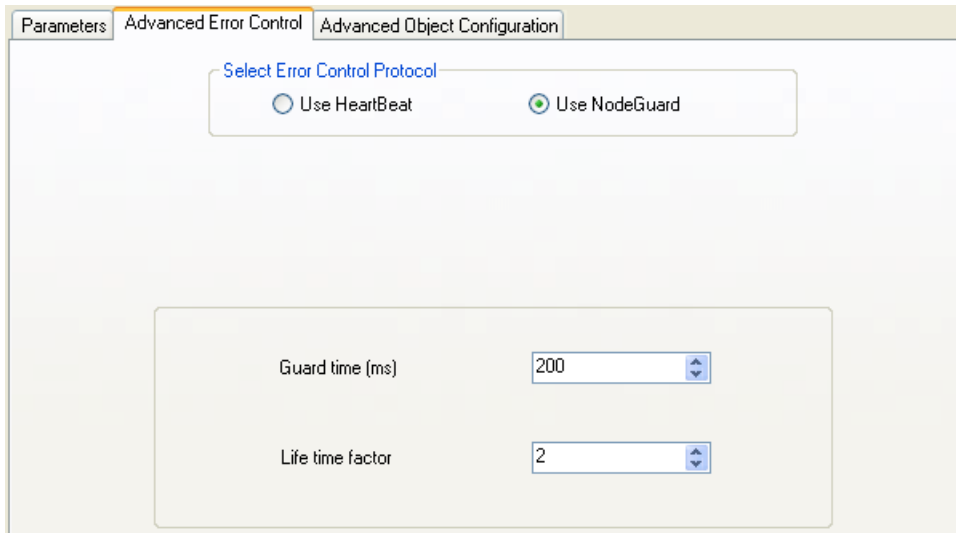 Parameters Advanced Error Control Advanced Object Configuration
Select Error Control Protocol
Use HeartBeat Use NodeGuard
Guard time (ms) 200
Life time factor 2